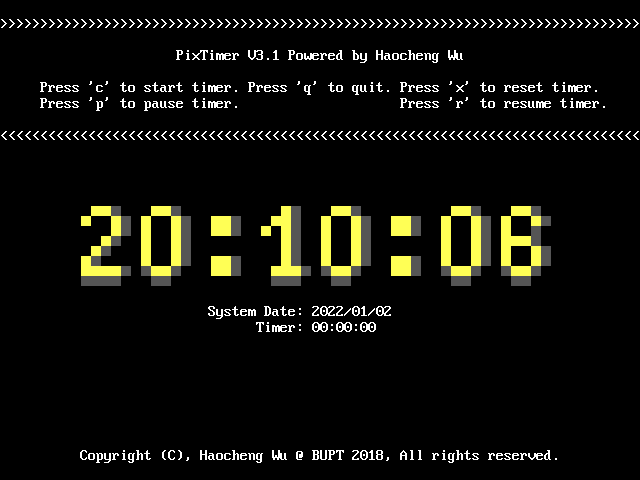 >>>>>>>>>>>>>>>>>>>>>>>>>>>>>>>>>>>>>>>>>>>>>>>>>>>>>>>>>>>>>>>>>>>>>>>>>>>>>>>>
PixTimer V3.1 Powered by Haocheng Wu
Press 'c' to start timer. Press 'q' to quit. Press 'x' to reset timer.
Press 'p' to pause timer. Press 'r' to resume timer.
<<<<<<<<<<<<<<<<<<<<<<<<<<<<<<<<<<<<<<<<<<<<<<<<<<<<<<<<<<<<<<<<<<<<<<<<<<<<<<<<
20:10:06
System Date: 2022/01/02
Timer: 00:00:00
Copyright (C), Haocheng Wu @ BUPT 2018, All rights reserved.